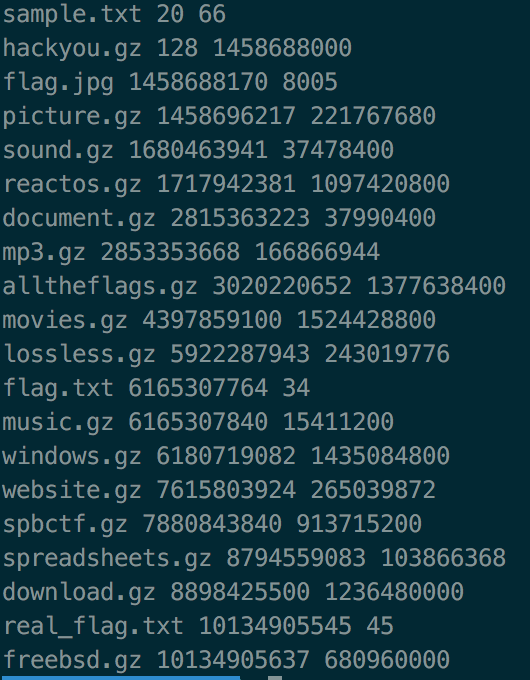 sample.txt 20 66
hackyou.gz 128 1458688000
flag.jpg 1458688170 8005
picture.gz 1458696217 221767680
sound.gz 1680463941 37478400
reactos.gz 1717942381 1097420800
document.gz 2815363223 37990400
mp3.gz 2853353668 166866944
alltheflags.gz 3020220652 1377638400
movies.gz 4397859100 1524428800
lossless.gz 5922287943 243019776
flag.txt 6165307764 34
music.gz 6165307840 15411200
windows.gz 6180719082 1435084800
website.gz 7615803924 265039872
spbctf.gz 7880843840 913715200
spreadsheets.gz 8794559083 103866368
download.gz 8898425500 1236480000
real_flag.txt 10134905545 45
freebsd.gz 10134905637 680960000